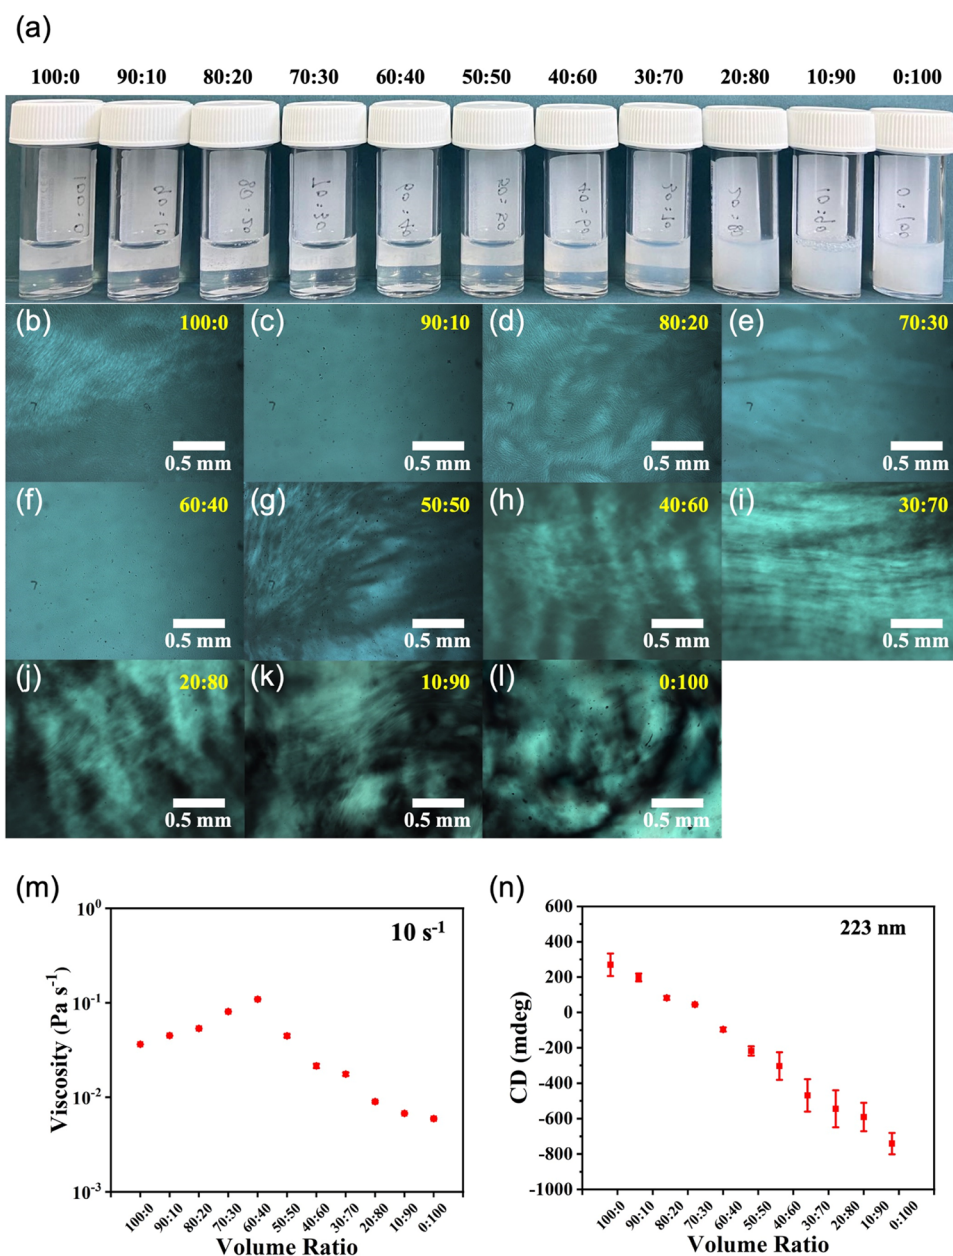 (a)
100:0 90:10 80:20 70:30 60:40 50:50 40:60 30:70 20:80 10:90 0:100
(b) 100:0 (c) 90:10 (d) 80:20 (e) 70:30
0.5 mm 0.5 mm 0.5 mm 0.5 mm
(f) 60:40 (g) 50:50 (h) 40:60 (i) 30:70
0.5 mm 0.5 mm 0.5 mm 0.5 mm
(j) 20:80 (k) 10:90 (l) 0:100
0.5 mm 0.5 mm 0.5 mm
(m)
10 s⁻¹
Viscosity (Pa s⁻¹)
10⁰
10⁻¹
10⁻²
10⁻³
100:0 90:10 80:20 70:30 60:40 50:50 40:60 30:70 20:80 10:90 0:100
Volume Ratio
(n)
223 nm
CD (mdeg)
600
400
200
0
-200
-400
-600
-800
-1000
100:0 90:10 80:20 70:30 60:40 50:50 40:60 30:70 20:80 10:90 0:100
Volume Ratio